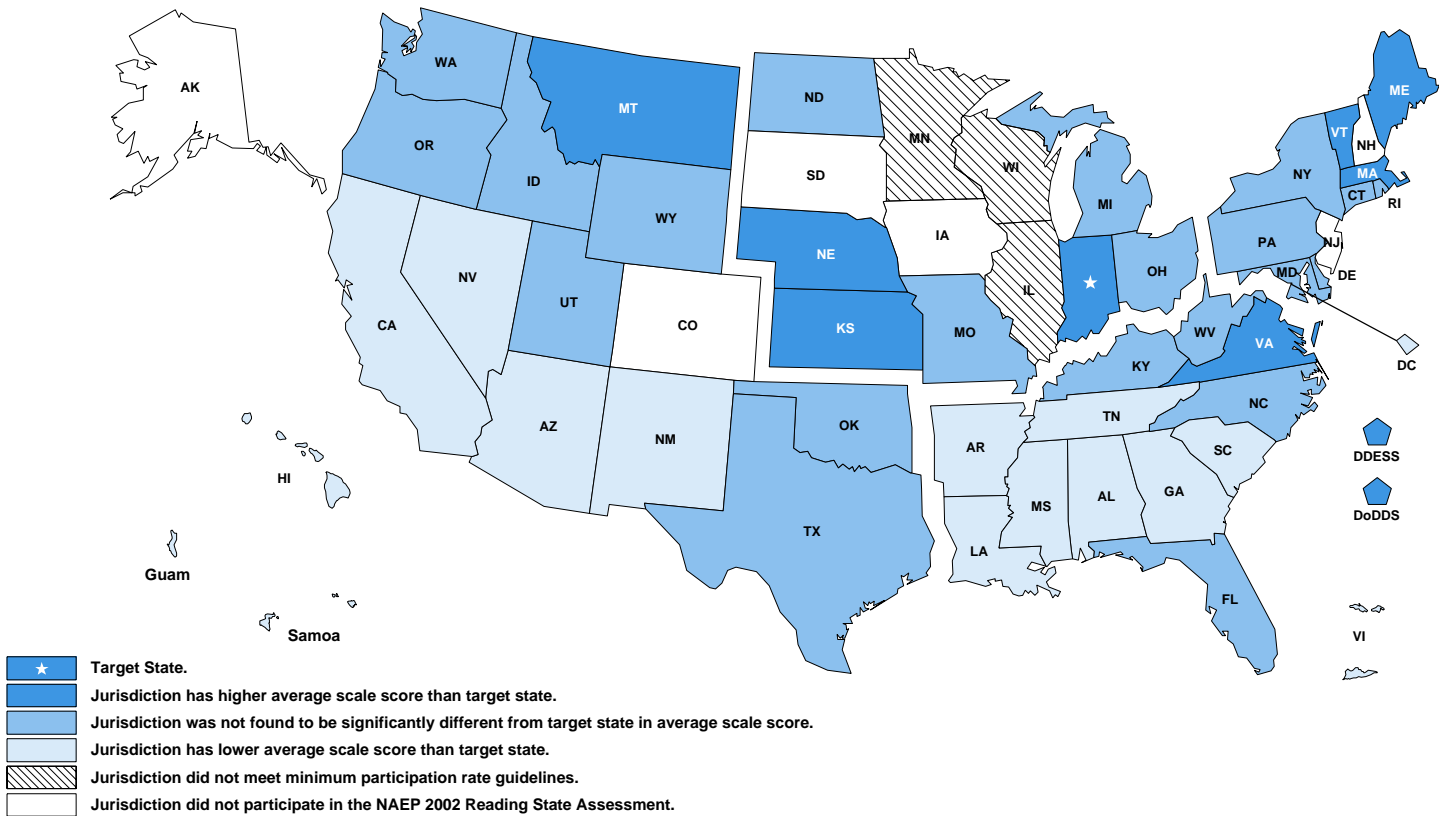 AK
WA
MT
ND
MN
ME
OR
ID
SD
WI
VT
NH
WY
MI
NY
MA
CT
RI
NE
IA
PA
NJ
NV
UT
CO
KS
MO
IL
OH
MD
DE
CA
WV
VA
KY
DC
AZ
NM
OK
AR
TN
NC
DDESS
HI
MS
AL
GA
SC
DoDDS
TX
LA
FL
Guam
Samoa
VI
Target State.
Jurisdiction has higher average scale score than target state.
Jurisdiction was not found to be significantly different from target state in average scale score.
Jurisdiction has lower average scale score than target state.
Jurisdiction did not meet minimum participation rate guidelines.
Jurisdiction did not participate in the NAEP 2002 Reading State Assessment.